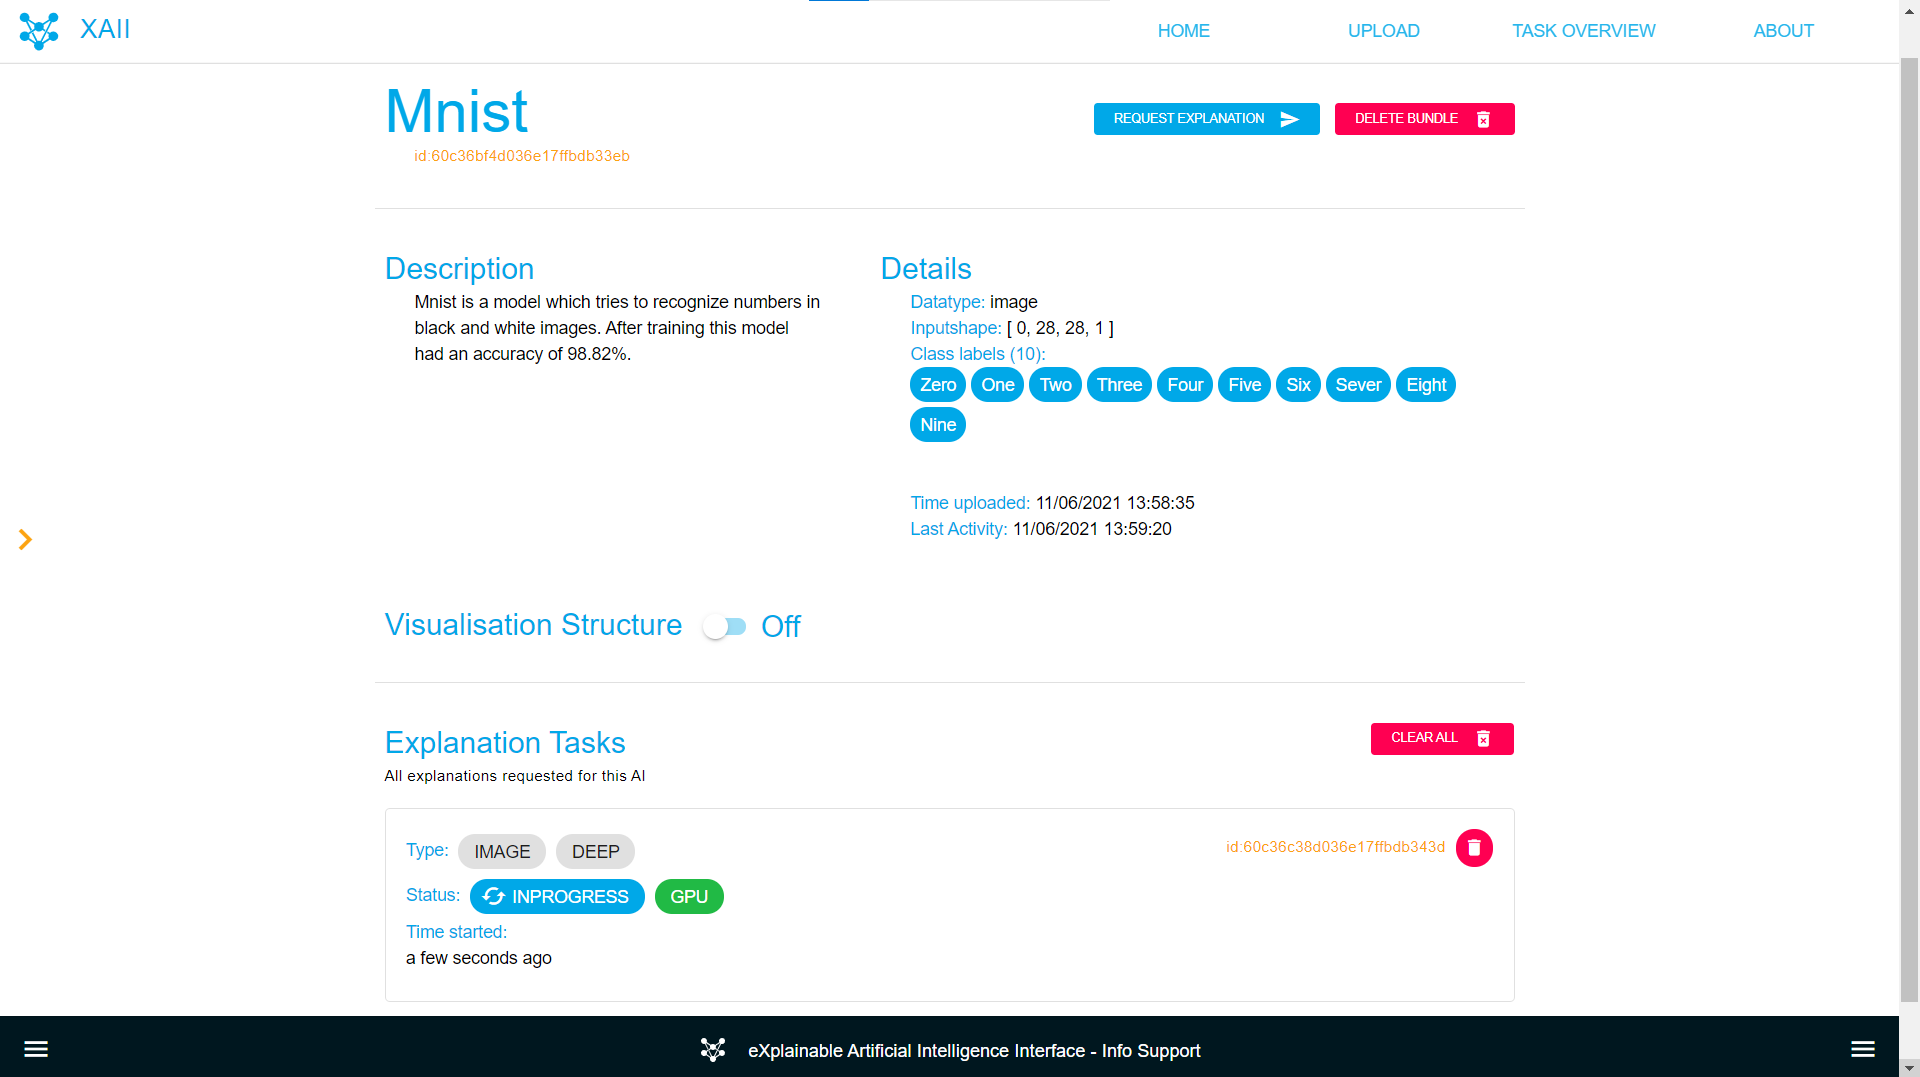 XAII
HOME UPLOAD TASK OVERVIEW ABOUT
Mnist
id:60c36bf4d036e17ffbdb33eb
REQUEST EXPLANATION DELETE BUNDLE
Description
Mnist is a model which tries to recognize numbers in
black and white images. After training this model
had an accuracy of 98.82%.
Details
Datatype: image
Inputshape: [ 0, 28, 28, 1 ]
Class labels (10):
Zero One Two Three Four Five Six Sever Eight
Nine
Time uploaded: 11/06/2021 13:58:35
Last Activity: 11/06/2021 13:59:20
Visualisation Structure Off
Explanation Tasks
CLEAR ALL
All explanations requested for this AI
Type: IMAGE DEEP
id:60c36c38d036e17ffbdb343d
Status: INPROGRESS GPU
Time started:
a few seconds ago
eXplainable Artificial Intelligence Interface - Info Support